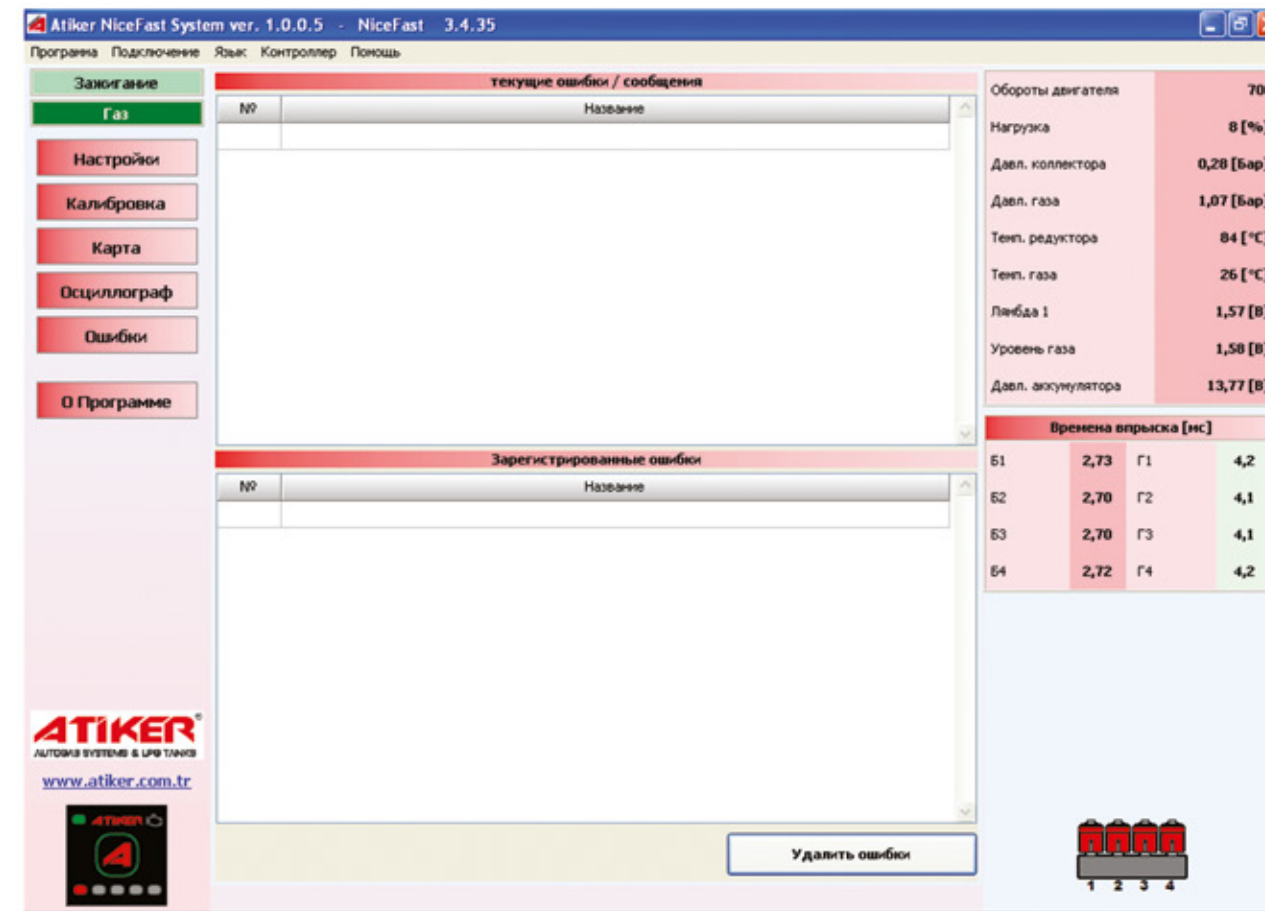 Atiker NiceFast System ver. 1.0.0.5 - NiceFast 3.4.35
Программа Подключение Язык Контроллер Помощь
Зажигание
Газ
Настройки
Калибровка
Карта
Осциллограф
Ошибки
О Программе
ATİKER®
AUTOGAS SYSTEMS & LPG TANKS
www.atiker.com.tr
ATIKER
текущие ошибки / сообщения
№ Название
Зарегистрированные ошибки
№ Название
Удалить ошибки
Обороты двигателя 70
Нагрузка 8 [%]
Давл. коллектора 0,28 [Бар]
Давл. газа 1,07 [Бар]
Темп. редуктора 84 [°C]
Темп. газа 26 [°C]
Лямбда 1 1,57 [В]
Уровень газа 1,58 [В]
Давл. аккумулятора 13,77 [В]
Времена впрыска [мс]
Б1 2,73 Г1 4,2
Б2 2,70 Г2 4,1
Б3 2,70 Г3 4,1
Б4 2,72 Г4 4,2
1 2 3 4